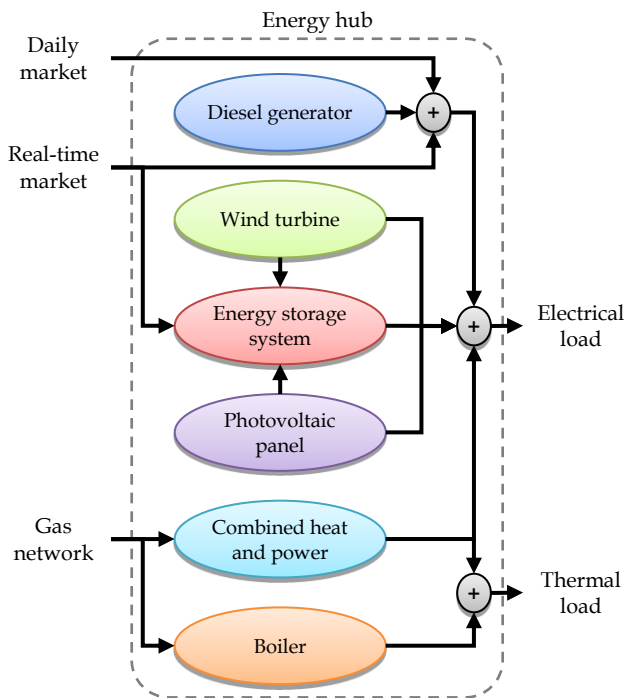 Energy hub
Daily
market
Diesel generator
+
Real-time
market
Wind turbine
Energy storage
system
+
Electrical
load
Photovoltaic
panel
Gas
network
Combined heat
and power
+
Thermal
load
Boiler